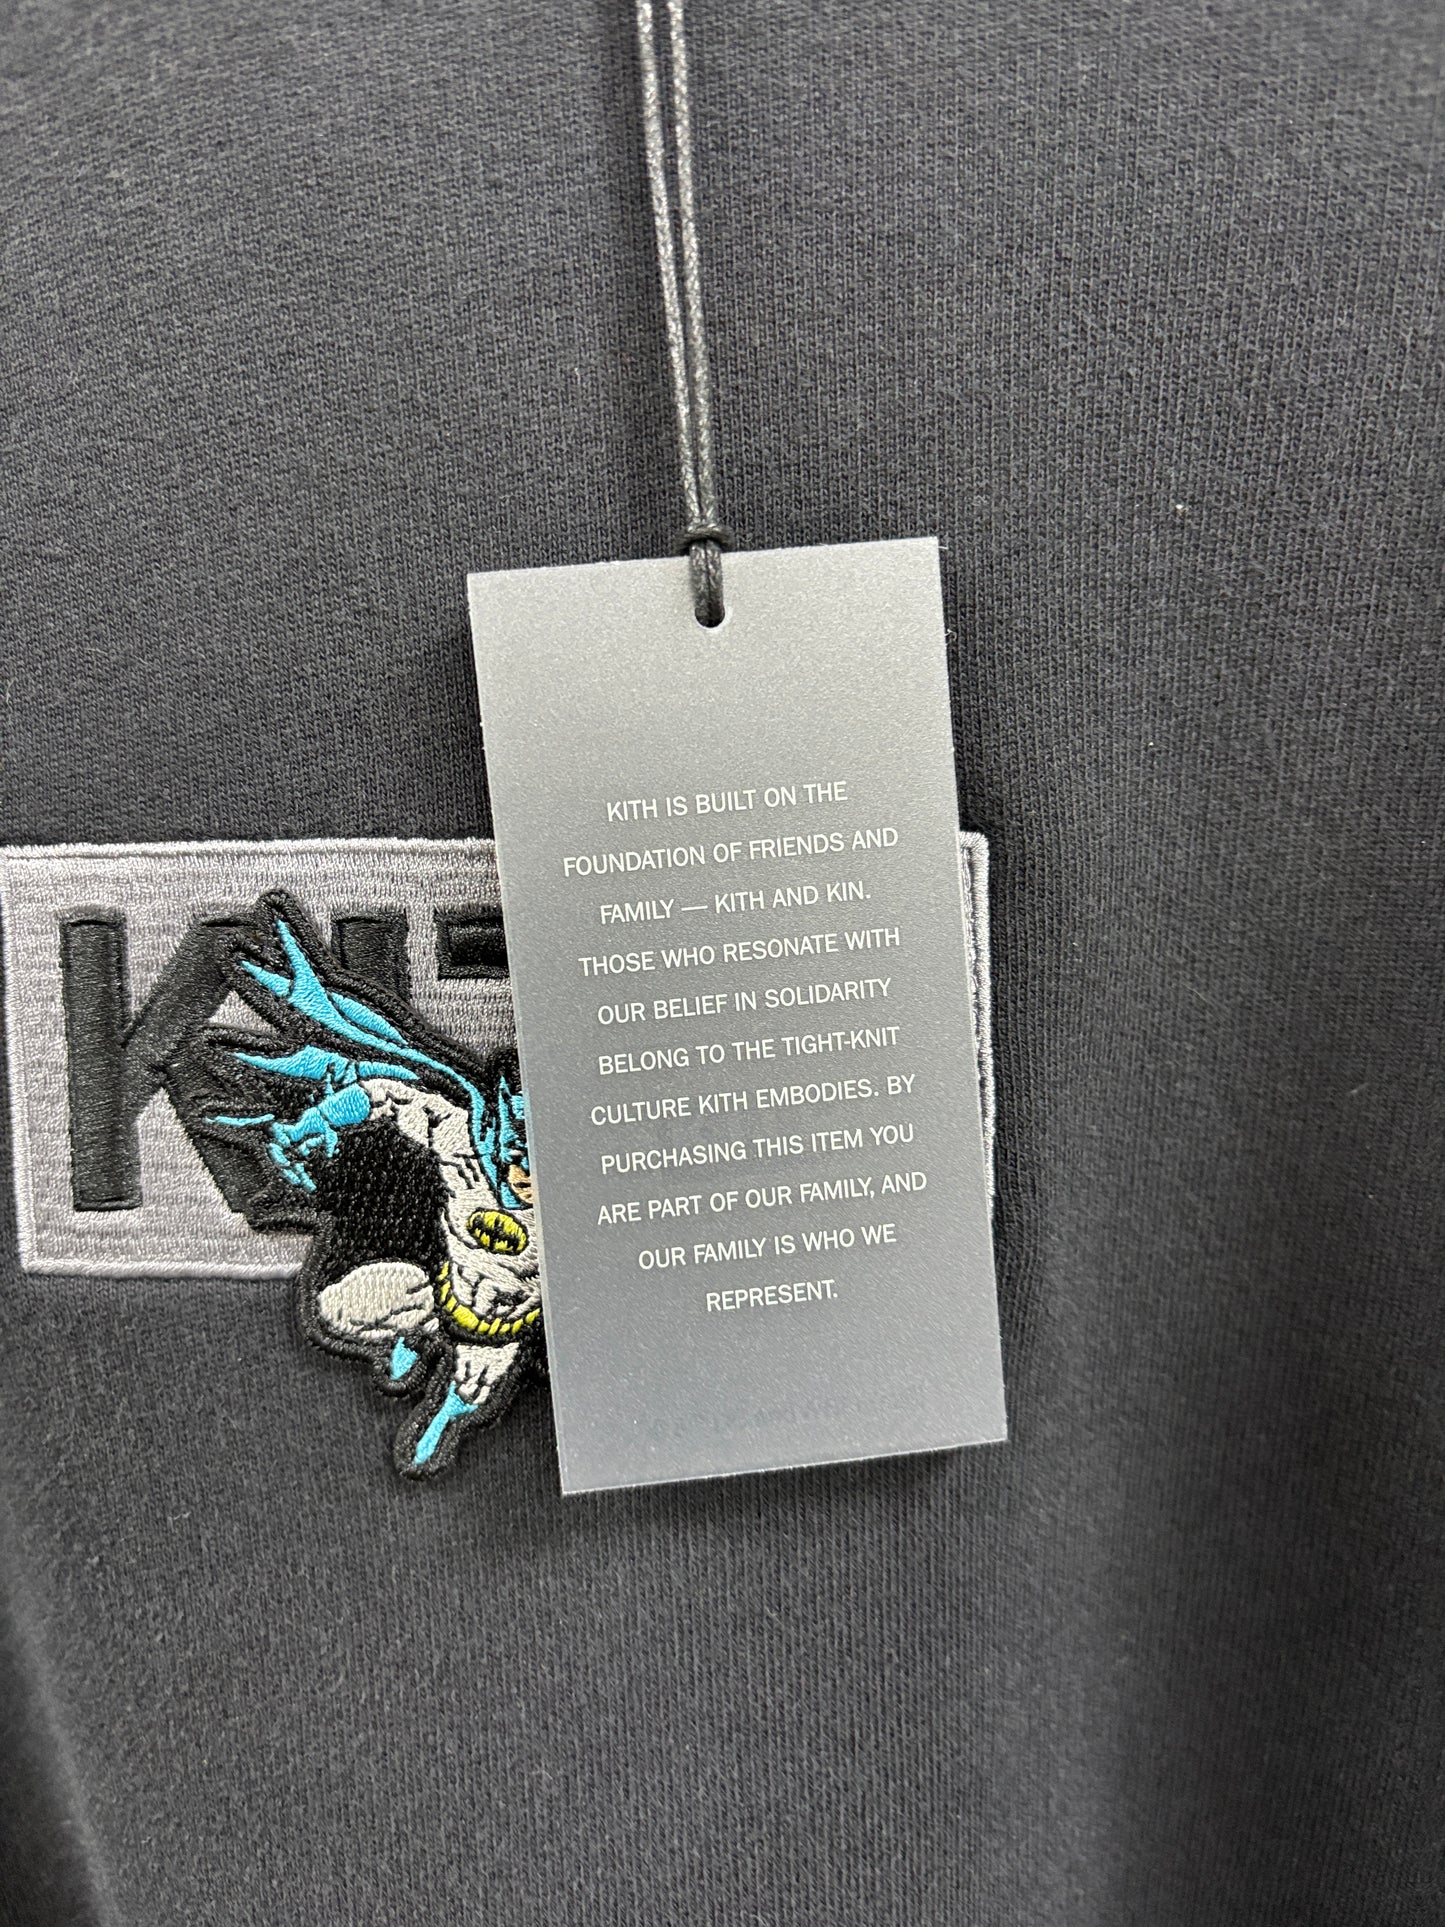 KITH IS BUILT ON THE
FOUNDATION OF FRIENDS AND
FAMILY — KITH AND KIN.
THOSE WHO RESONATE WITH
OUR BELIEF IN SOLIDARITY
BELONG TO THE TIGHT-KNIT
CULTURE KITH EMBODIES. BY
PURCHASING THIS ITEM YOU
ARE PART OF OUR FAMILY, AND
OUR FAMILY IS WHO WE
REPRESENT.